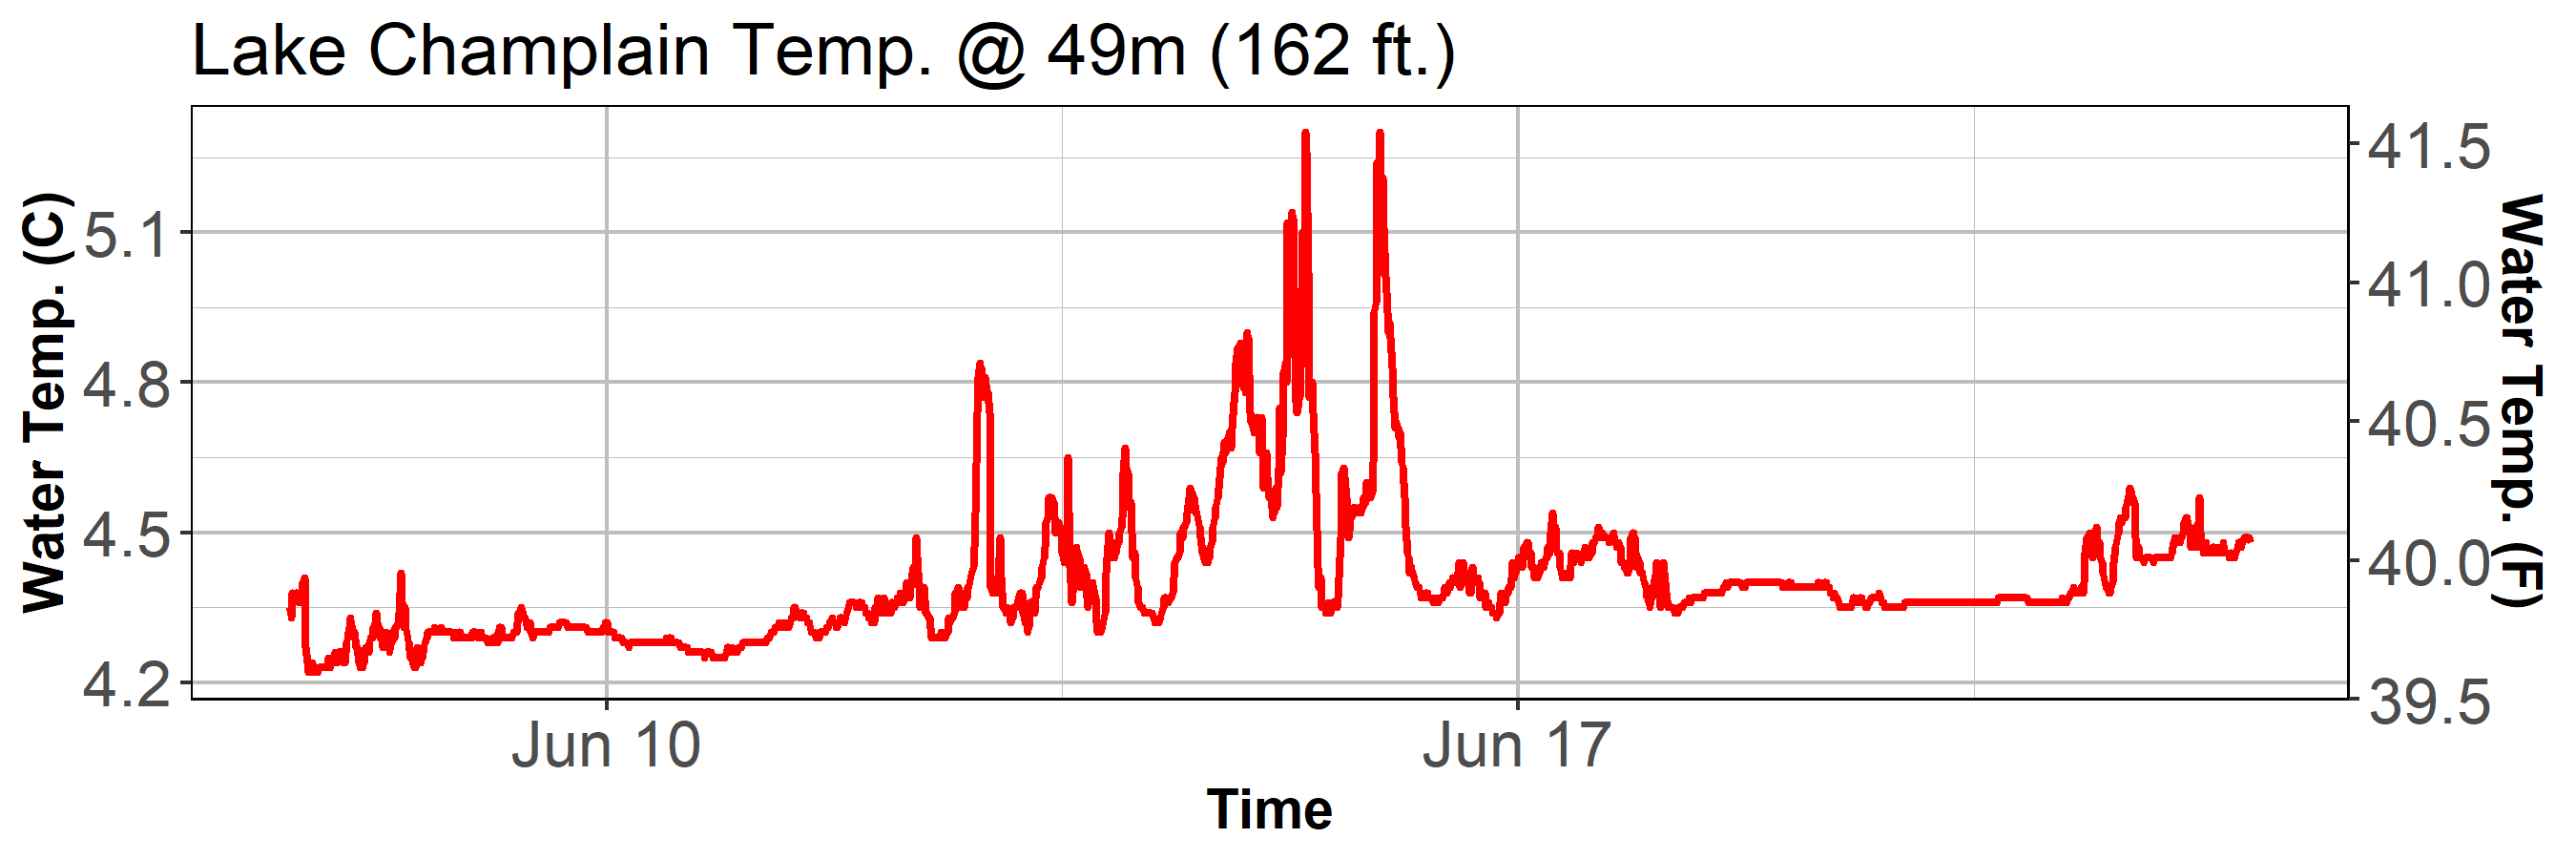 Lake Champlain Temp. @ 49m (162 ft.)
Water Temp. (C)
5.1
4.8
4.5
4.2
41.5
41.0
40.5
40.0
39.5
Water Temp. (F)
Jun 10
Jun 17
Time